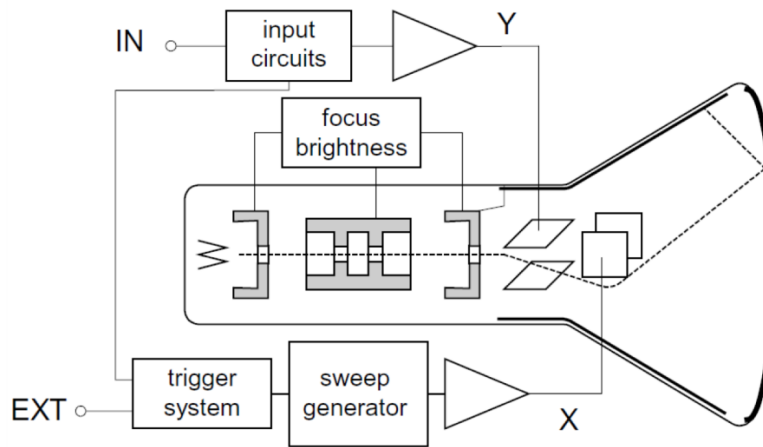 IN
input
circuits
Y
focus
brightness
EXT
trigger
system
sweep
generator
X